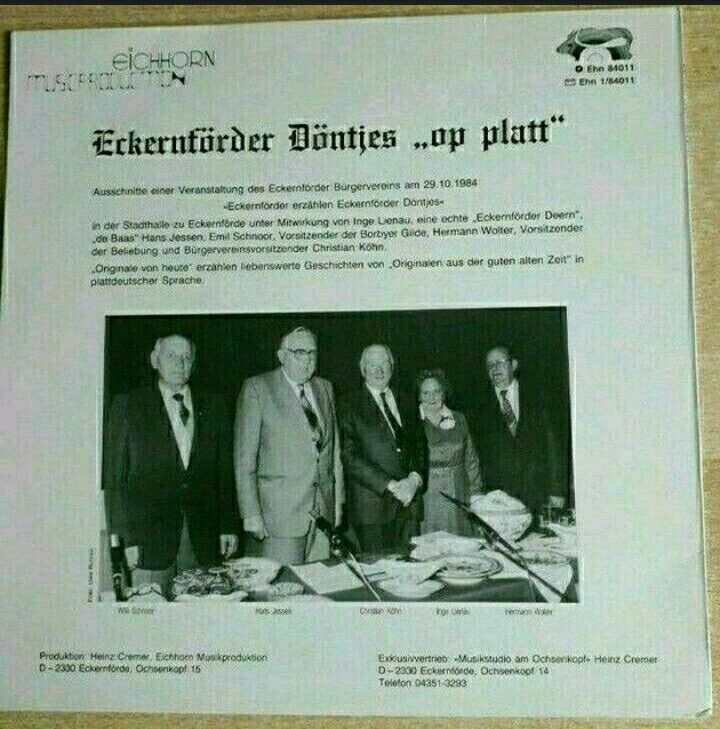 EICHHORN
MUSICPRODUCTION
Ehn 84011
Ehn 1/84011
Eckernförder Döntjes „op platt“
Ausschnitte einer Veranstaltung des Eckernförder Bürgervereins am 29.10.1984
»Eckernförder erzählen Eckernförder Döntjes«
in der Stadthalle zu Eckernförde unter Mitwirkung von Inge Lienau, eine echte „Eckernförder Deern“,
„de Baas“ Hans Jessen, Emil Schnoor, Vorsitzender der Borbyer Gilde, Hermann Wolter, Vorsitzender
der Beliebung und Bürgervereinsvorsitzender Christian Köhn.
„Originale von heute“ erzählen liebenswerte Geschichten von „Originalen aus der guten alten Zeit“ in
plattdeutscher Sprache.
Foto: Uwe
Willi Schnoor
Hans Jessen
Christian Köhn
Inge Lienau
Hermann Wolter
Produktion: Heinz Cremer, Eichhorn Musikproduktion
D – 2330 Eckernförde, Ochsenkopf 15
Exklusivvertrieb: »Musikstudio am Ochsenkopf« Heinz Cremer
D – 2330 Eckernförde, Ochsenkopf 14
Telefon 04351-3293